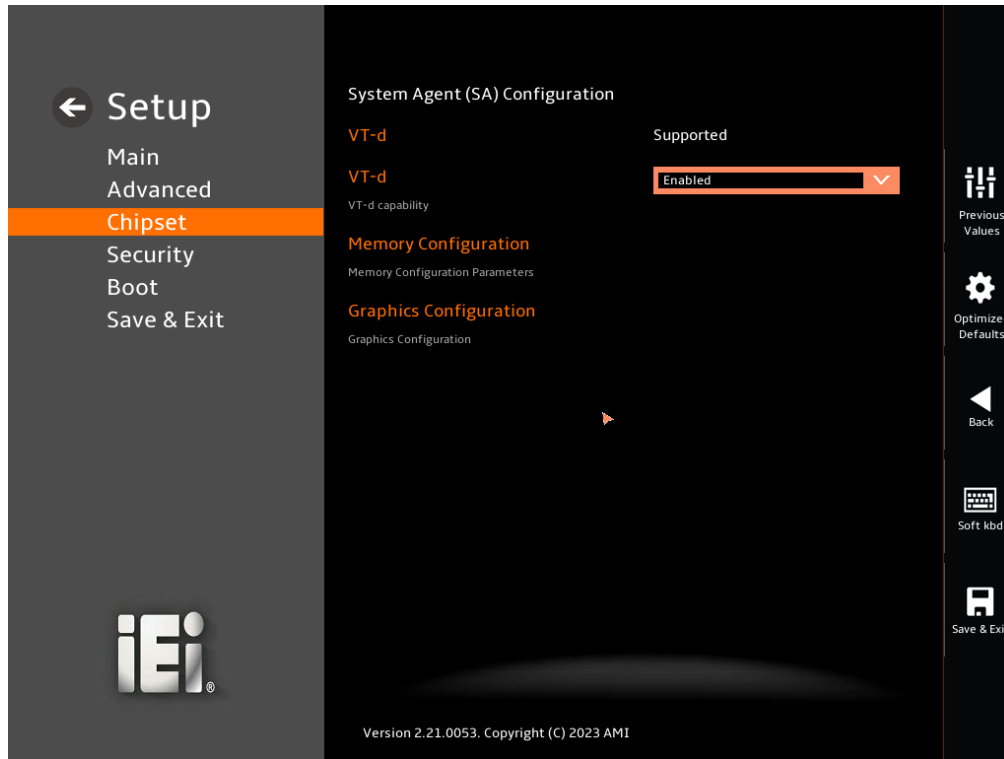 Setup
Main
Advanced
Chipset
Security
Boot
Save & Exit
iEi®
System Agent (SA) Configuration
VT-d Supported
VT-d Enabled
VT-d capability
Memory Configuration
Memory Configuration Parameters
Graphics Configuration
Graphics Configuration
Version 2.21.0053. Copyright (C) 2023 AMI
Previous
Values
Optimize
Defaults
Back
Soft kbd
Save & Exi